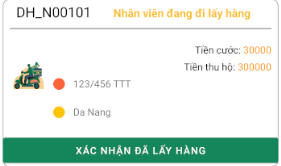 DH_N00101 Nhân viên đang đi lấy hàng
Tiền cước: 30000
Tiền thu hộ: 300000
123/456 TTT
Da Nang
XÁC NHẬN ĐÃ LẤY HÀNG